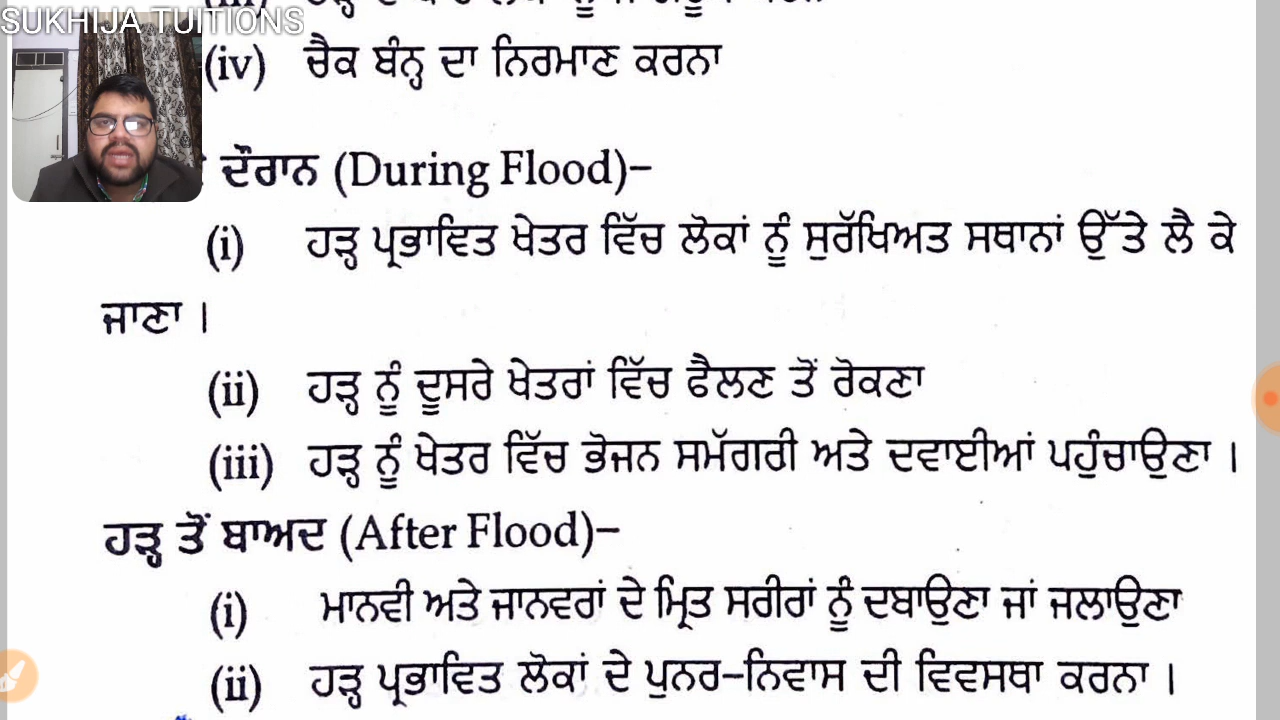 SUKHIJA TUITIONS
(iv) ਚੈਕ ਬੰਨ੍ਹ ਦਾ ਨਿਰਮਾਣ ਕਰਨਾ
ਦੌਰਾਨ (During Flood)–
(i) ਹੜ੍ਹ ਪ੍ਰਭਾਵਿਤ ਖੇਤਰ ਵਿੱਚ ਲੋਕਾਂ ਨੂੰ ਸੁਰੱਖਿਅਤ ਸਥਾਨਾਂ ਉੱਤੇ ਲੈ ਕੇ
ਜਾਣਾ ।
(ii) ਹੜ੍ਹ ਨੂੰ ਦੂਸਰੇ ਖੇਤਰਾਂ ਵਿੱਚ ਫੈਲਣ ਤੋਂ ਰੋਕਣਾ
(iii) ਹੜ੍ਹ ਨੂੰ ਖੇਤਰ ਵਿੱਚ ਭੋਜਨ ਸਮੱਗਰੀ ਅਤੇ ਦਵਾਈਆਂ ਪਹੁੰਚਾਉਣਾ ।
ਹੜ੍ਹ ਤੋਂ ਬਾਅਦ (After Flood)–
(i) ਮਾਨਵੀ ਅਤੇ ਜਾਨਵਰਾਂ ਦੇ ਮ੍ਰਿਤ ਸਰੀਰਾਂ ਨੂੰ ਦਬਾਉਣਾ ਜਾਂ ਜਲਾਉਣਾ
(ii) ਹੜ੍ਹ ਪ੍ਰਭਾਵਿਤ ਲੋਕਾਂ ਦੇ ਪੁਨਰ–ਨਿਵਾਸ ਦੀ ਵਿਵਸਥਾ ਕਰਨਾ ।